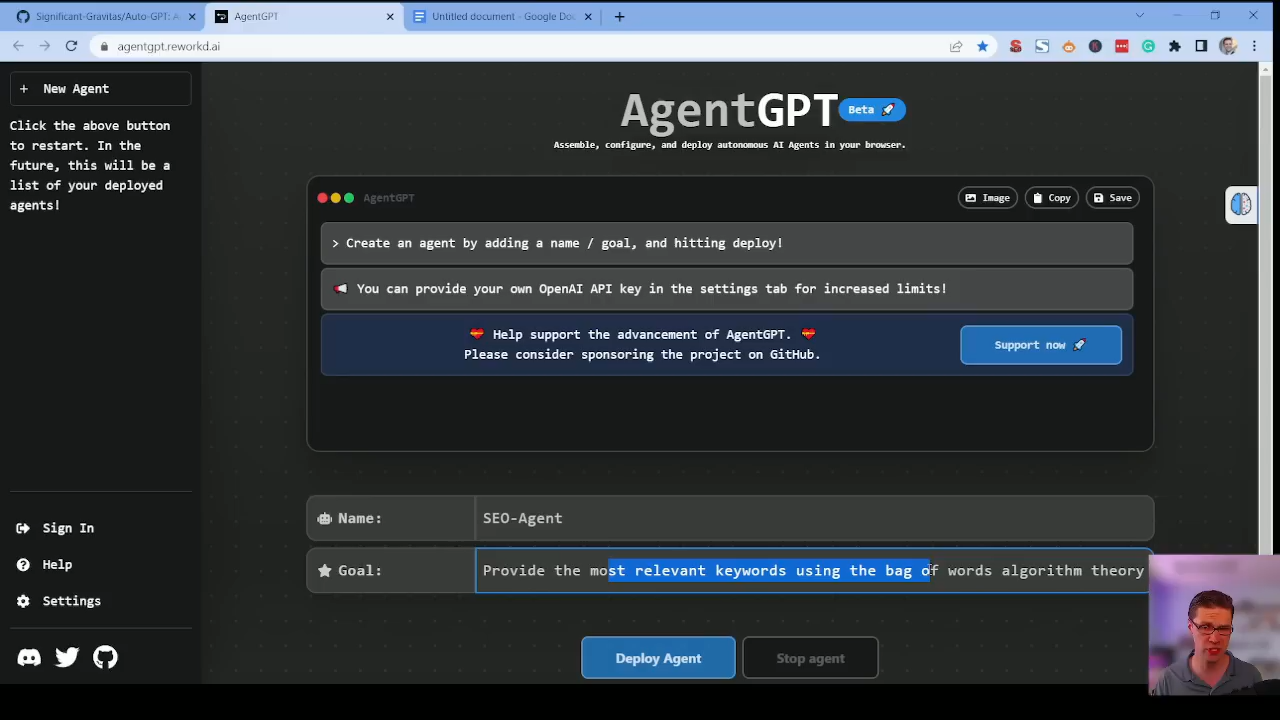 Significant-Gravitas/Auto-GPT: A
AgentGPT
Untitled document - Google Doc
agentgpt.reworkd.ai
+ New Agent
Click the above button
to restart. In the
future, this will be a
list of your deployed
agents!
AgentGPT Beta 🚀
Assemble, configure, and deploy autonomous AI Agents in your browser.
AgentGPT
Image
Copy
Save
> Create an agent by adding a name / goal, and hitting deploy!
📢 You can provide your own OpenAI API key in the settings tab for increased limits!
💝 Help support the advancement of AgentGPT. 💝
Please consider sponsoring the project on GitHub.
Support now 🚀
Name:
SEO-Agent
Goal:
Provide the most relevant keywords using the bag of words algorithm theory
Deploy Agent
Stop agent
Sign In
Help
Settings